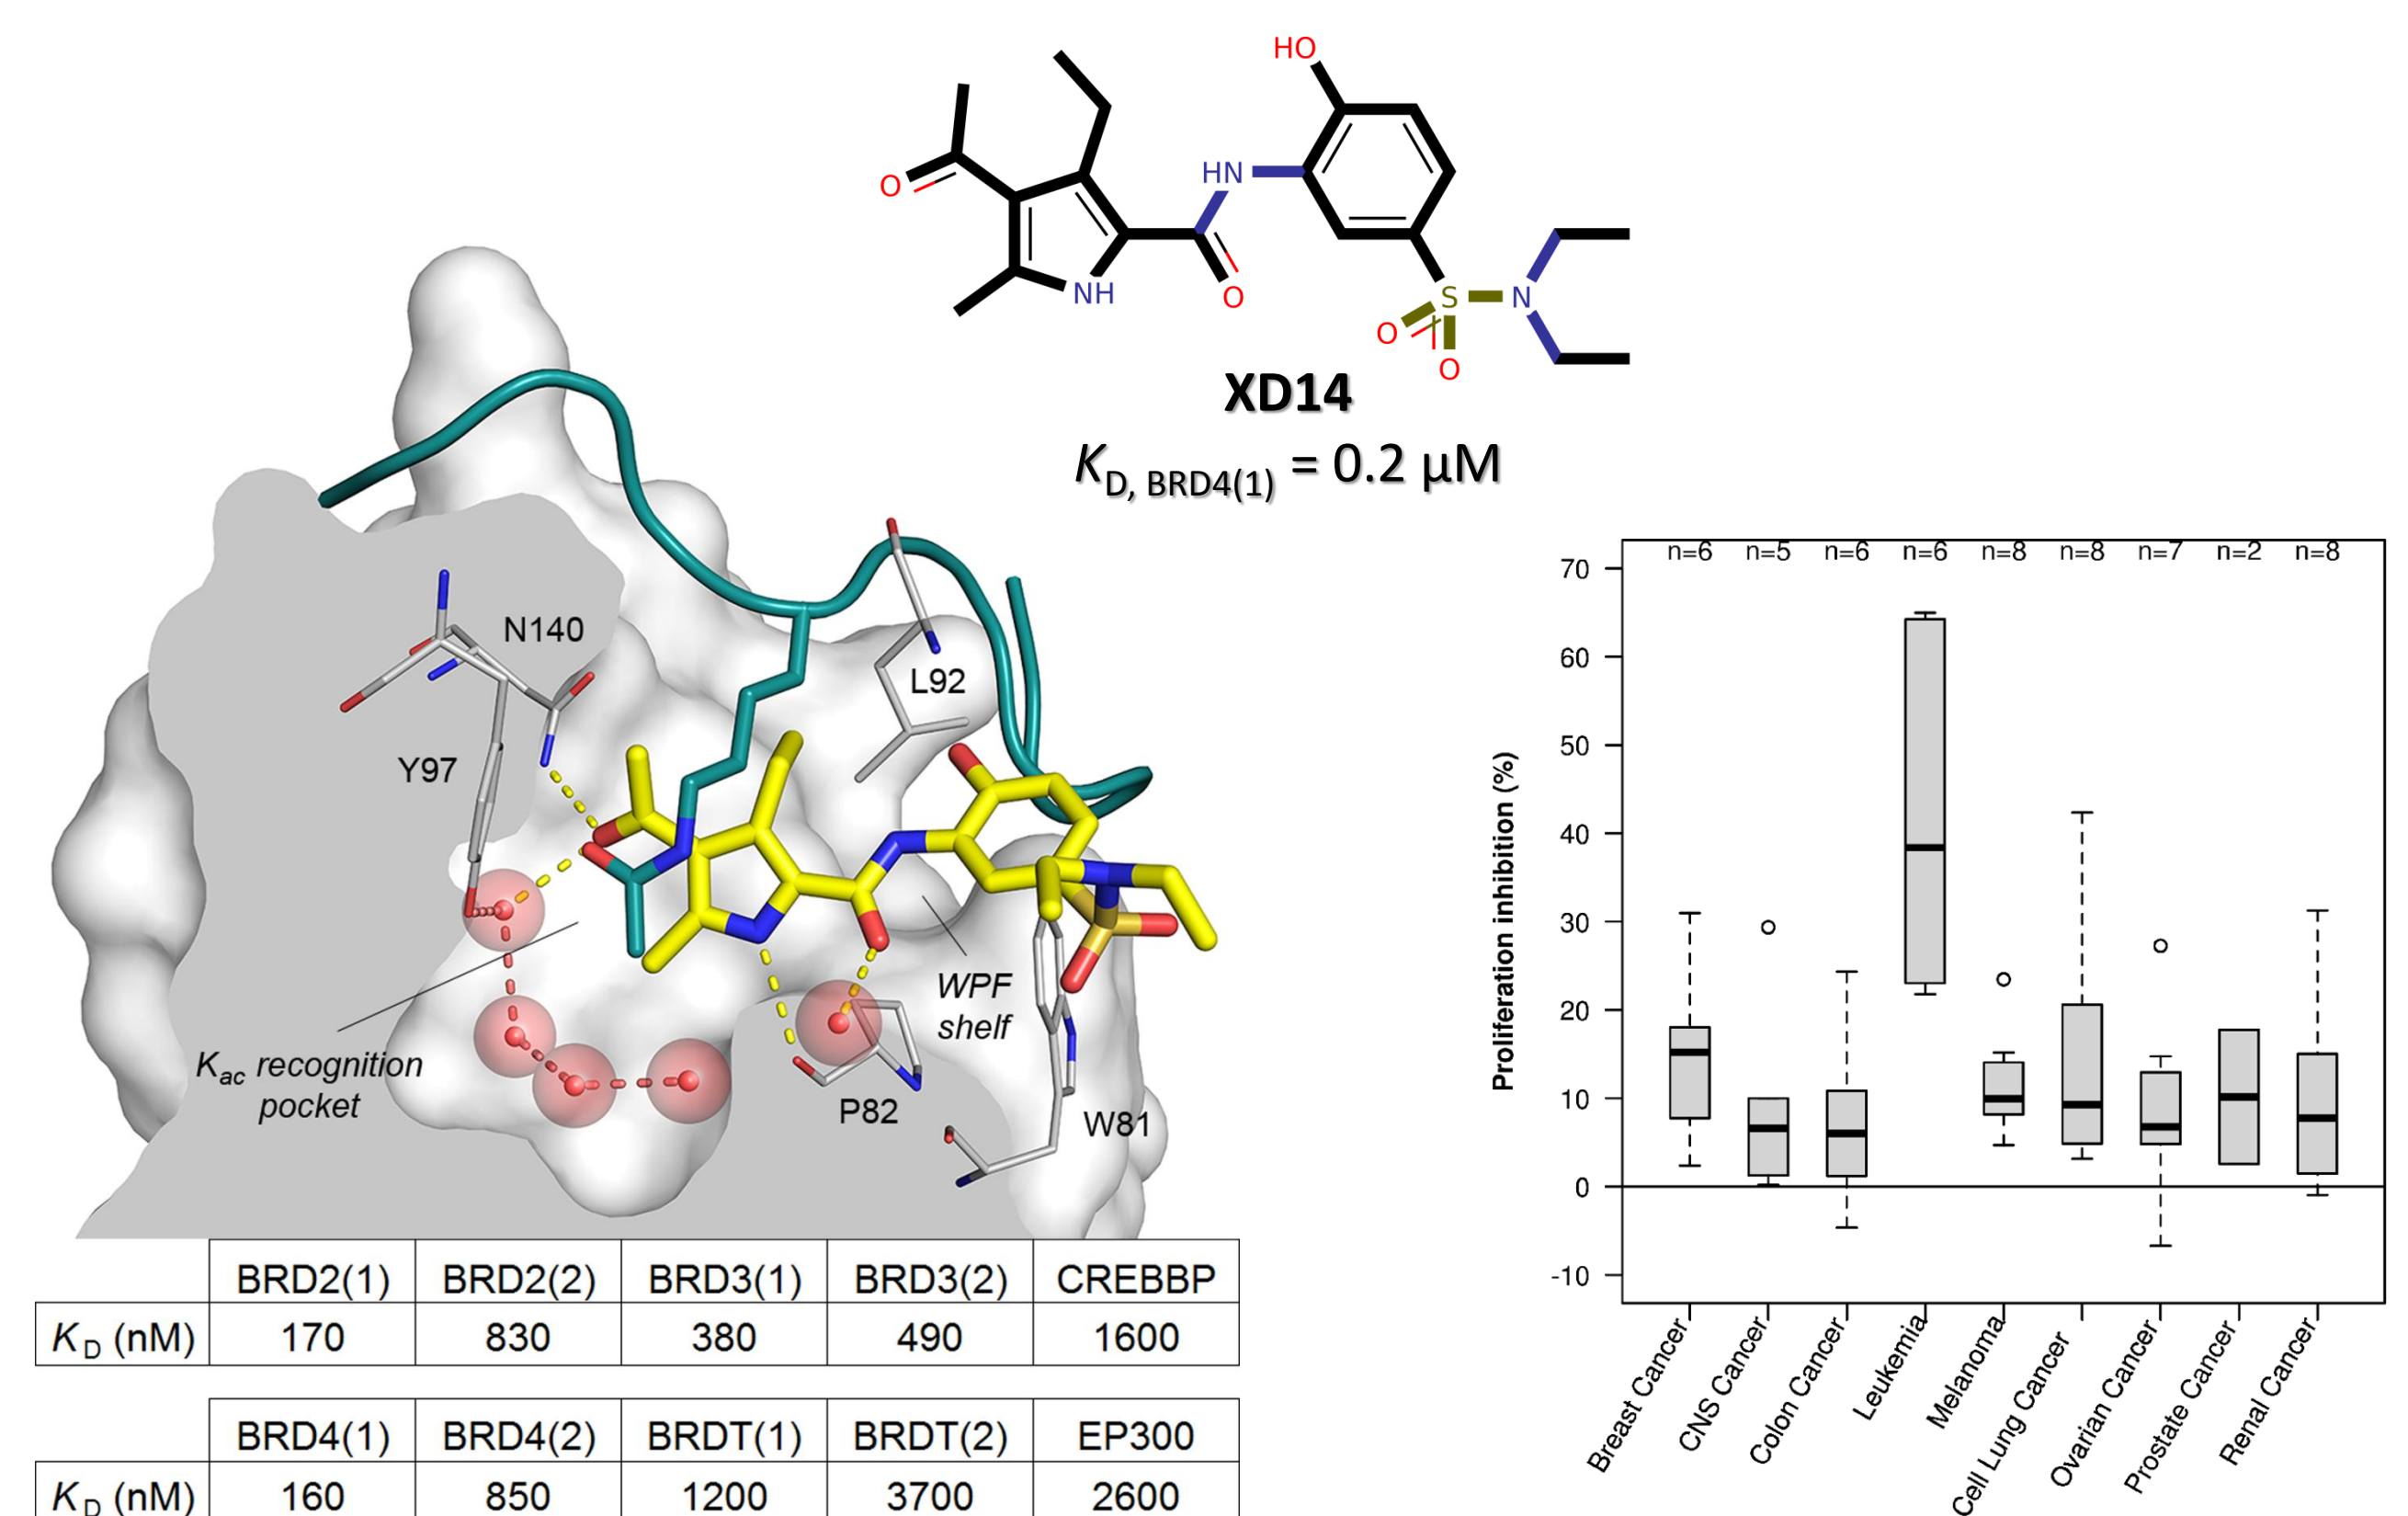 HO
O
HN
NH
O
S
N
O
O
XD14
K D, BRD4(1) = 0.2 μM
N140
L92
Y97
WPF
shelf
K ac recognition
pocket
P82
W81
BRD2(1) BRD2(2) BRD3(1) BRD3(2) CREBBP
K D (nM) 170 830 380 490 1600
BRD4(1) BRD4(2) BRDT(1) BRDT(2) EP300
K D (nM) 160 850 1200 3700 2600
n=6 n=5 n=6 n=6 n=8 n=8 n=7 n=2 n=8
Proliferation inhibition (%)
70
60
50
40
30
20
10
0
-10
Breast Cancer
CNS Cancer
Colon Cancer
Leukemia
Melanoma
Cell Lung Cancer
Ovarian Cancer
Prostate Cancer
Renal Cancer